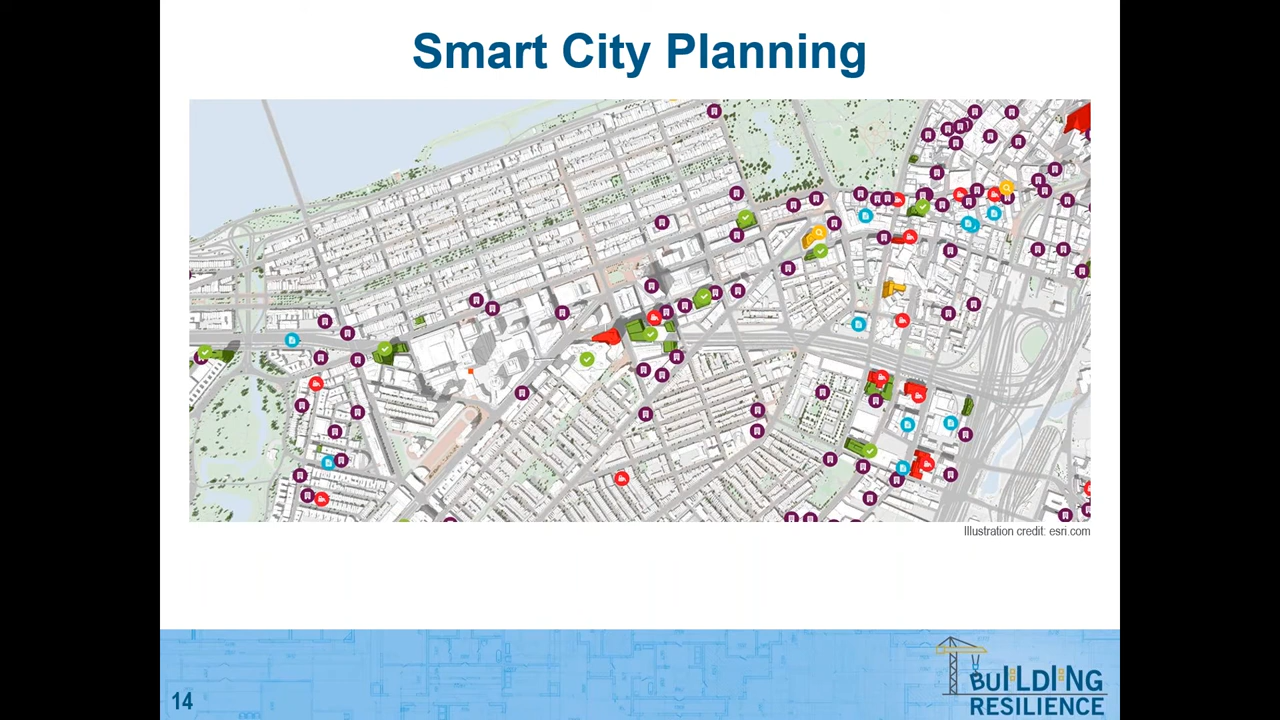 Smart City Planning
Illustration credit: esri.com
14
BUILDING
RESILIENCE